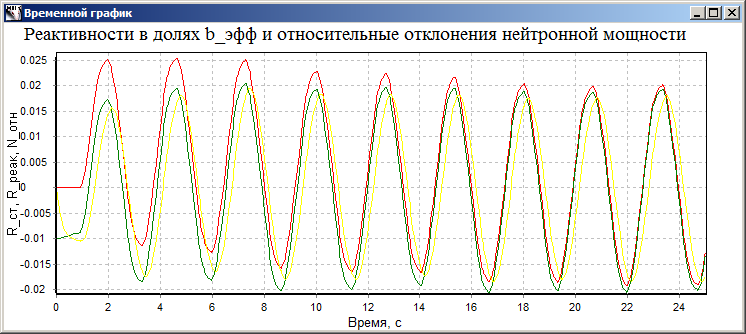 Временной график
Реактивности в долях b_эфф и относительные отклонения нейтронной мощности
R_ст, R_реак, N_отн
0.025
0.02
0.015
0.01
0.005
0
-0.005
-0.01
-0.015
-0.02
0 2 4 6 8 10 12 14 16 18 20 22 24
Время, с